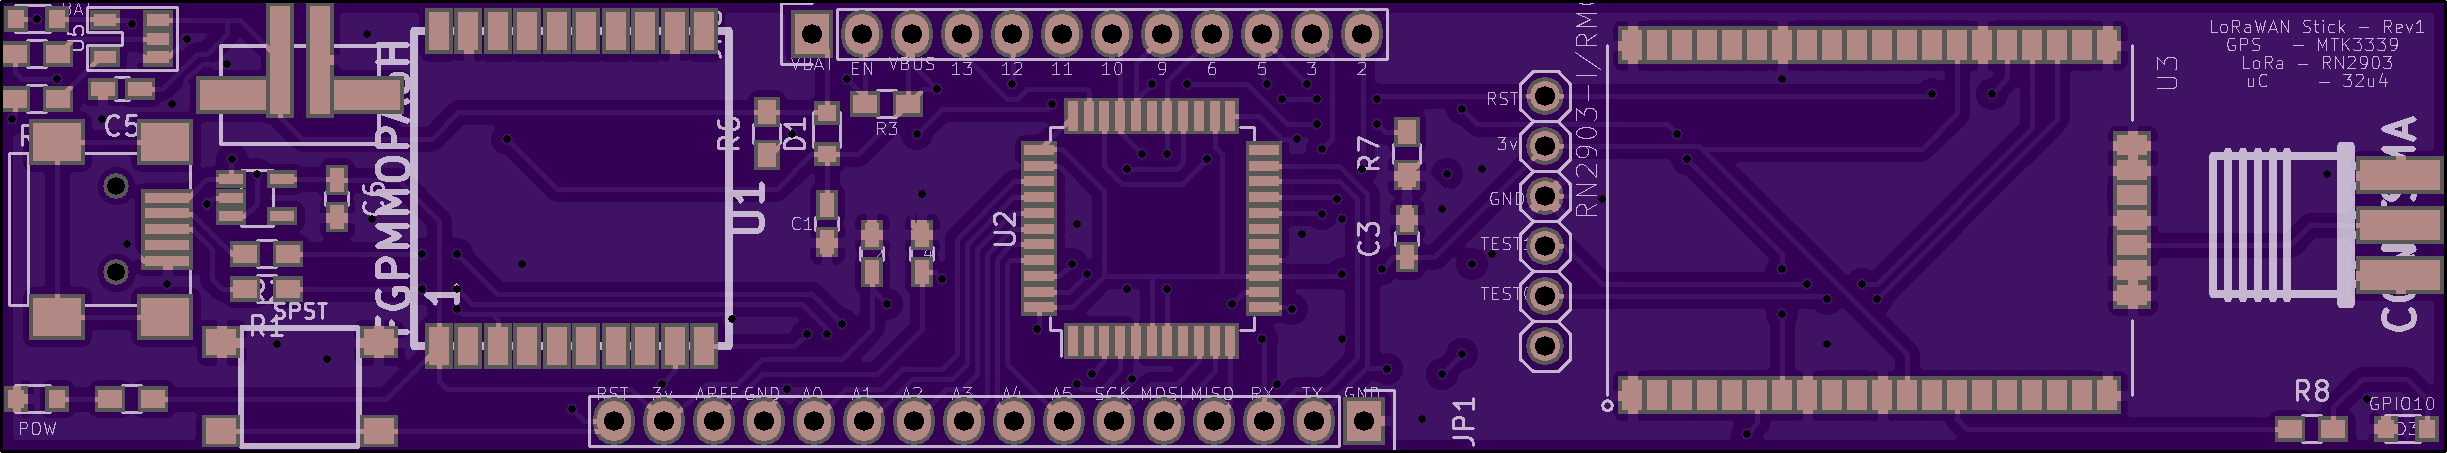 LoRaWAN Stick - Rev1
GPS - MTK3339
LoRa - RN2903
uC - 32u4
U5
C5
C6
R1
SPST
POW
1
U1
R6
D1
C1
R3
VBAT
EN
VBUS
13
12
11
10
9
6
5
3
2
U2
R7
C3
RST
3v
AREF
GND
A0
A1
A2
A3
A4
A5
SCK
MOSI
MISO
RX
TX
GND
JP1
RST
3v
GND
TEST
TEST
RN2903-I/RM
U3
R8
GPIO10
D3